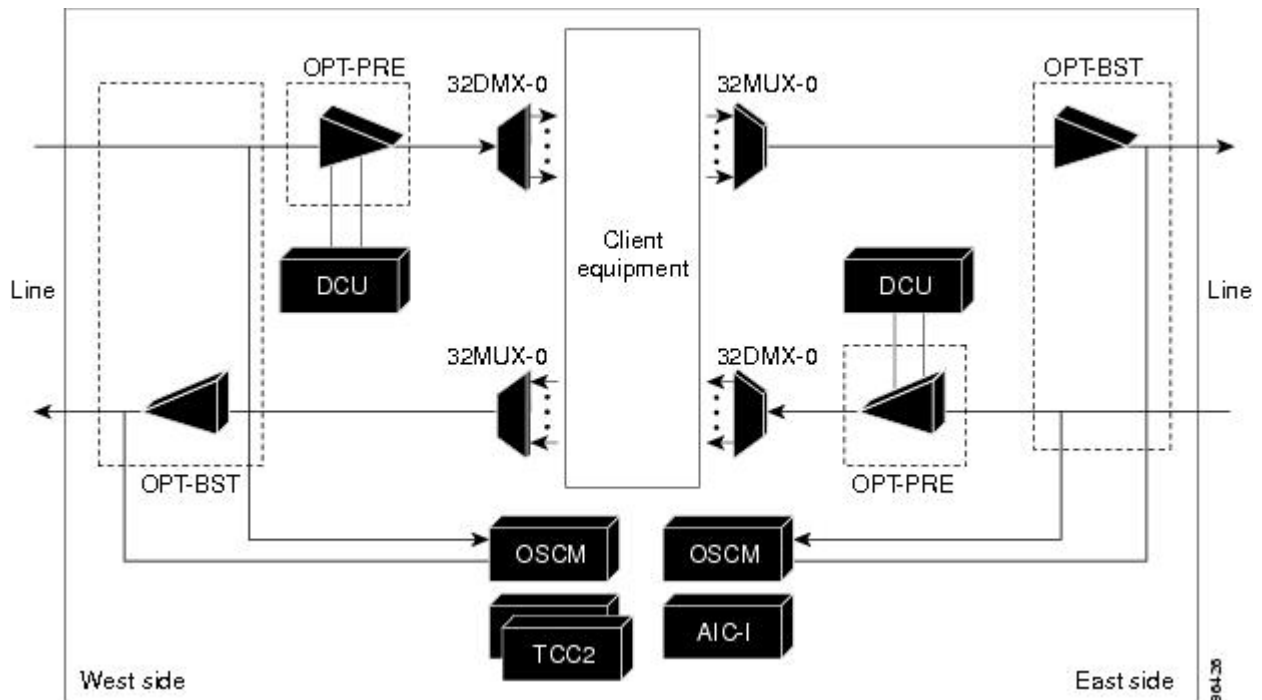 OPT-PRE
32DMX-0
32MUX-0
OPT-BST
DCU
Client
equipment
DCU
Line
Line
32MUX-0
32DMX-0
OPT-BST
OPT-PRE
OSCM
OSCM
TCC2
AIC-I
West side
East side